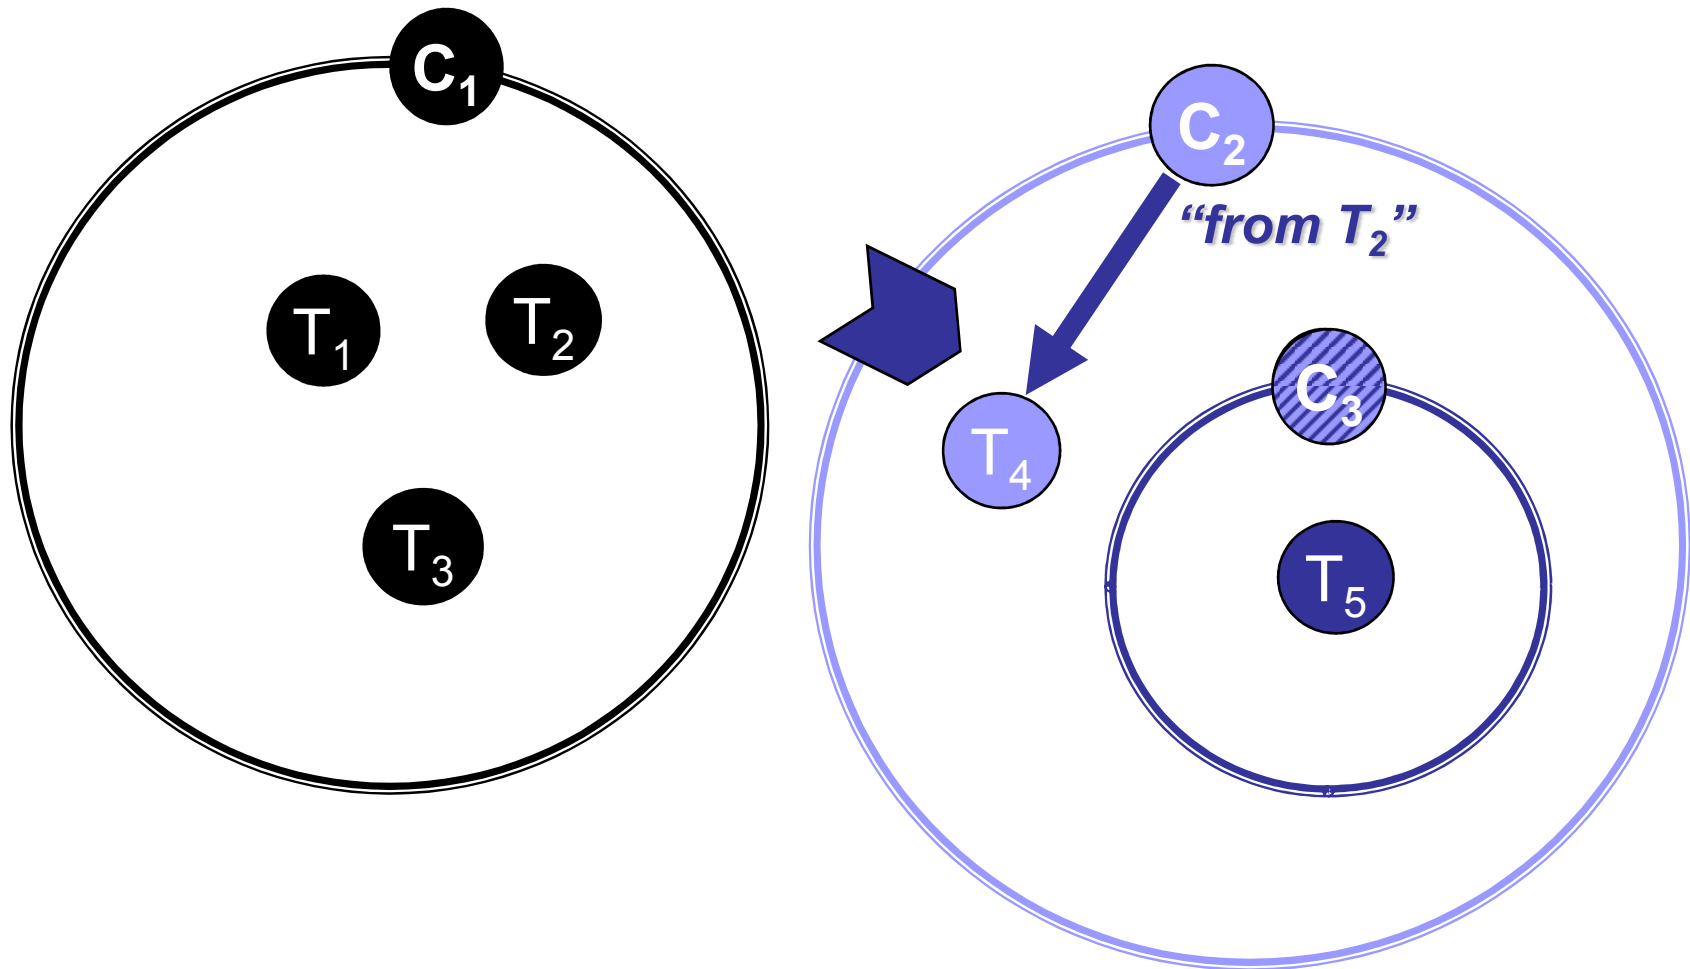 C₁
C₂
“from T₂”
T₁
T₂
C₃
T₄
T₃
T₅